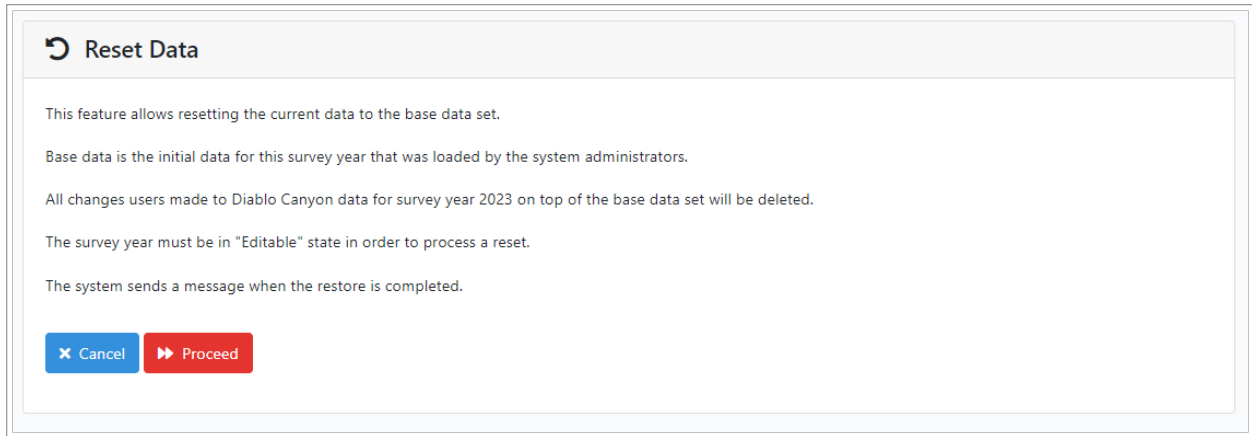 Reset Data
This feature allows resetting the current data to the base data set.
Base data is the initial data for this survey year that was loaded by the system administrators.
All changes users made to Diablo Canyon data for survey year 2023 on top of the base data set will be deleted.
The survey year must be in "Editable" state in order to process a reset.
The system sends a message when the restore is completed.
Cancel Proceed